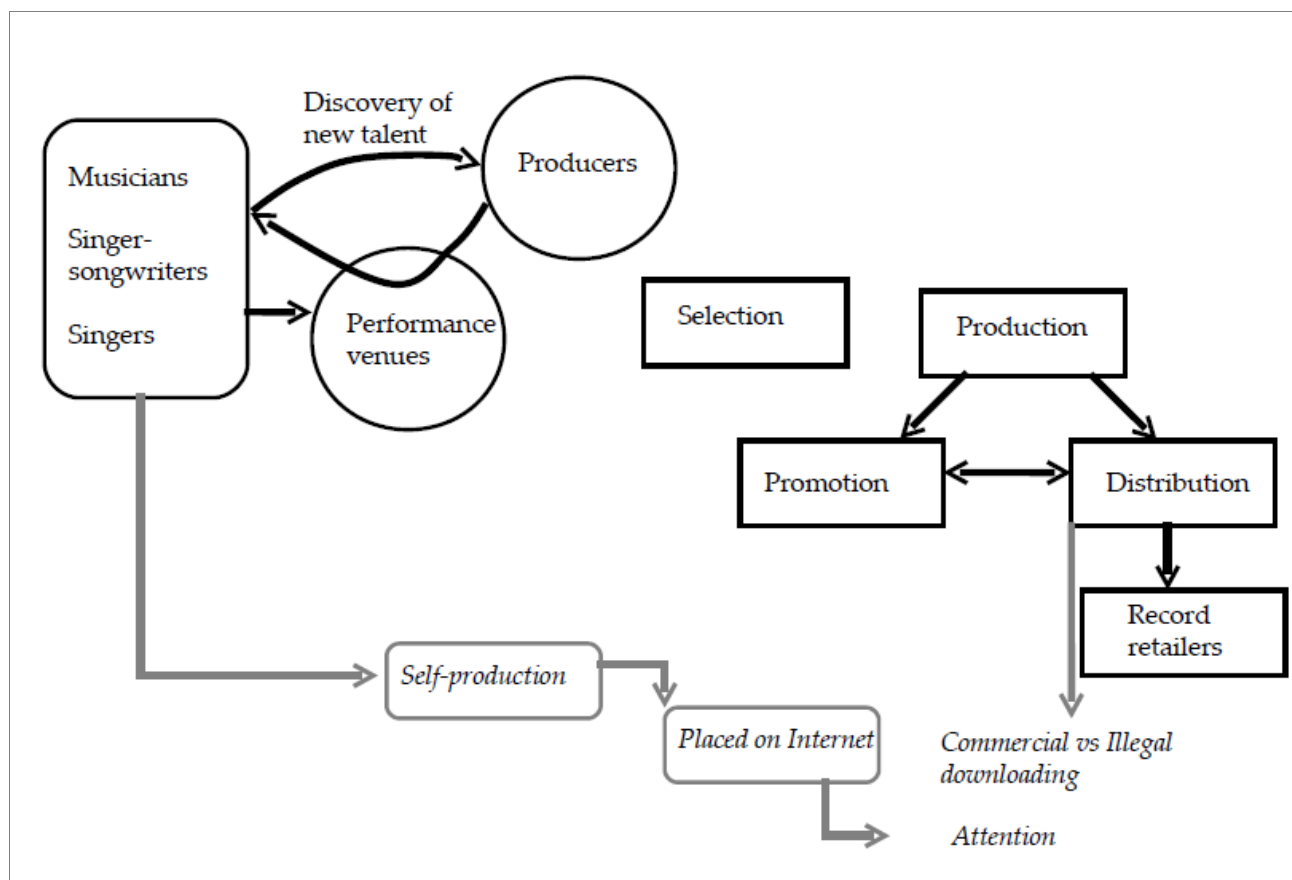 Discovery of
new talent
Producers
Musicians
Singer-
songwriters
Singers
Performance
venues
Selection
Production
Promotion
Distribution
Record
retailers
Self-production
Placed on Internet
Commercial vs Illegal
downloading
Attention